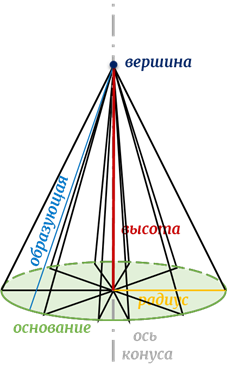 вершина
образующая
высота
радиус
основание
ось
конуса